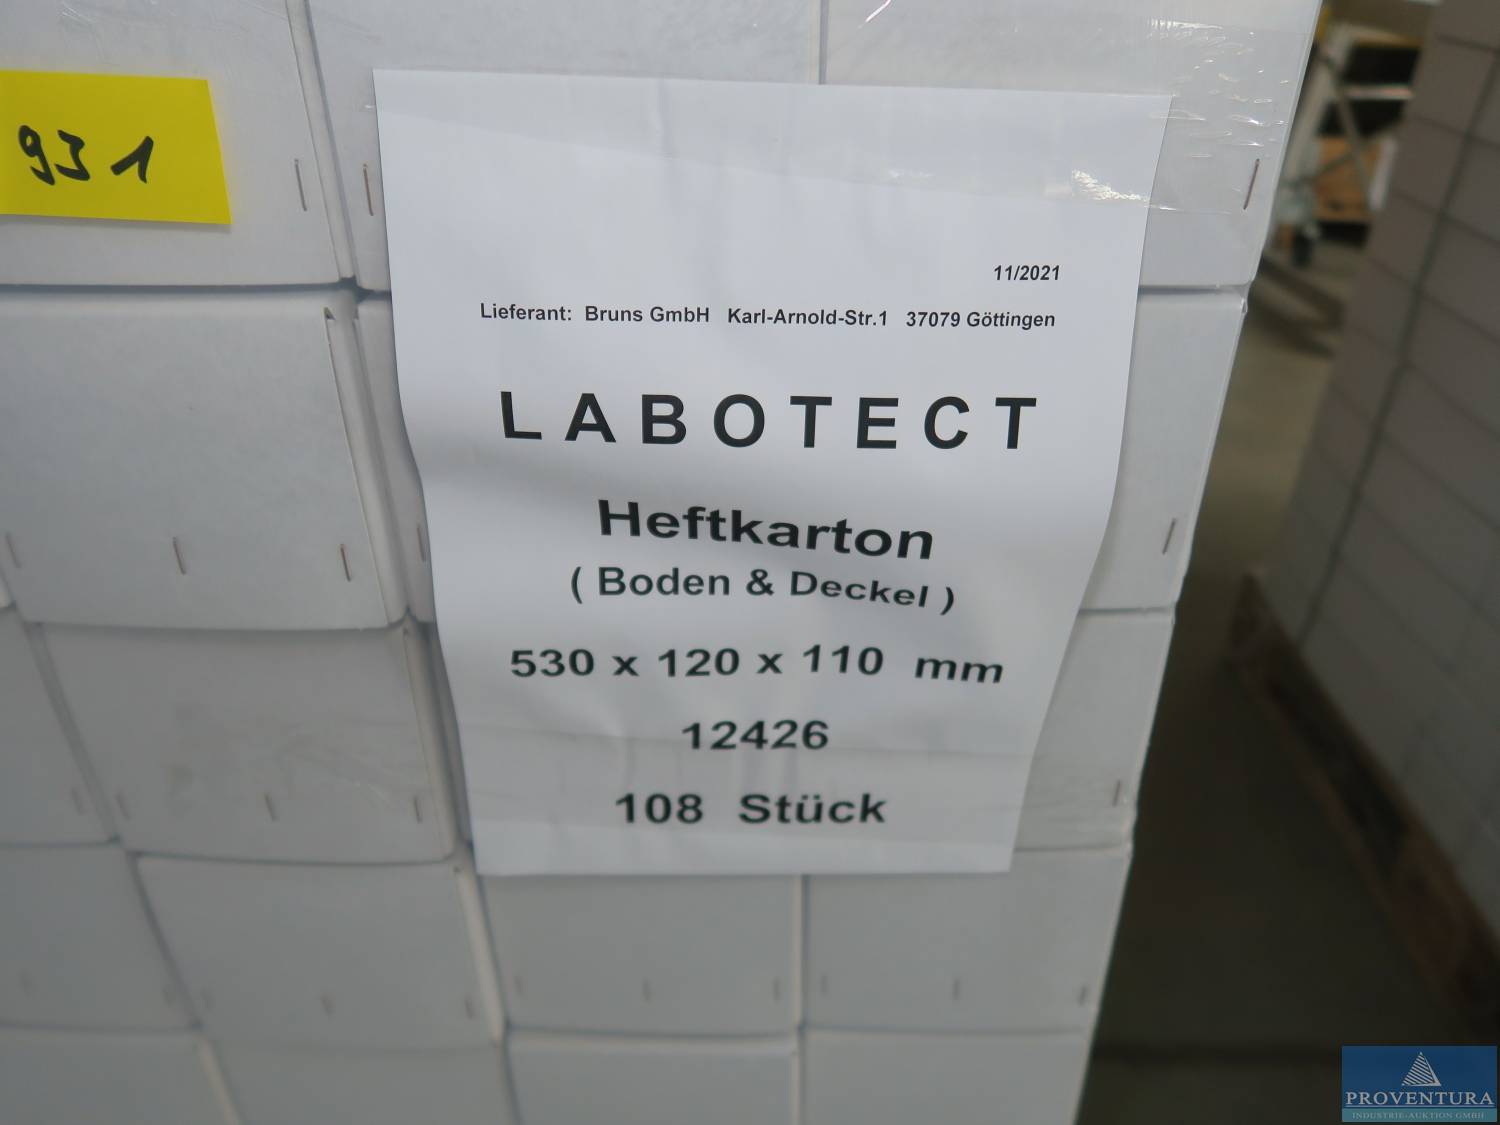 931
11/2021
Lieferant: Bruns GmbH Karl-Arnold-Str.1 37079 Göttingen
LABOTECT
Heftkarton
( Boden & Deckel )
530 x 120 x 110 mm
12426
108 Stück
PROVENTURA
INDUSTRIE-AUKTION GMBH